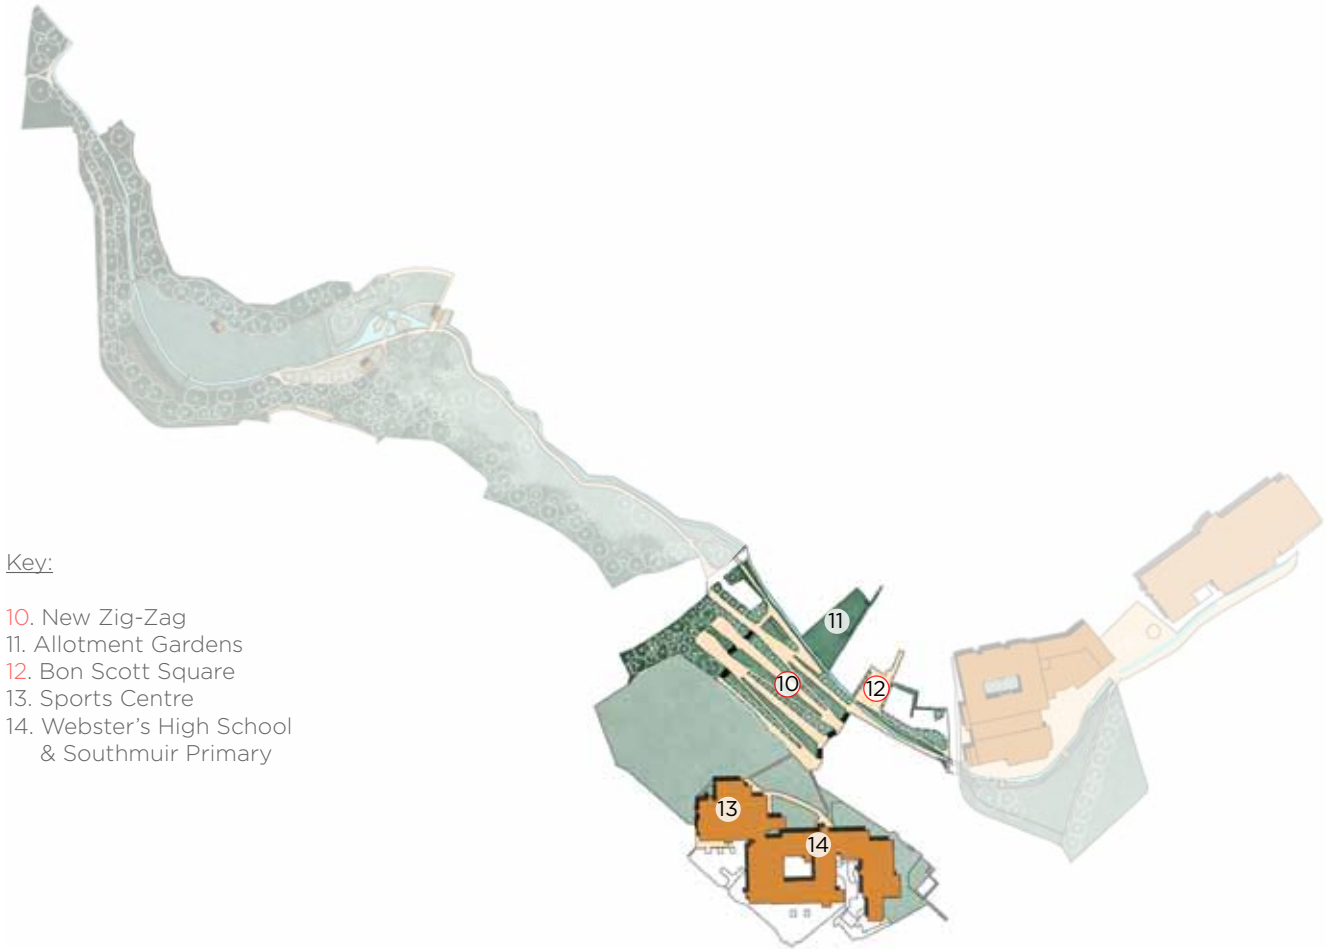 Key:
10. New Zig-Zag
11. Allotment Gardens
12. Bon Scott Square
13. Sports Centre
14. Webster's High School
& Southmuir Primary
11
10
12
13
14